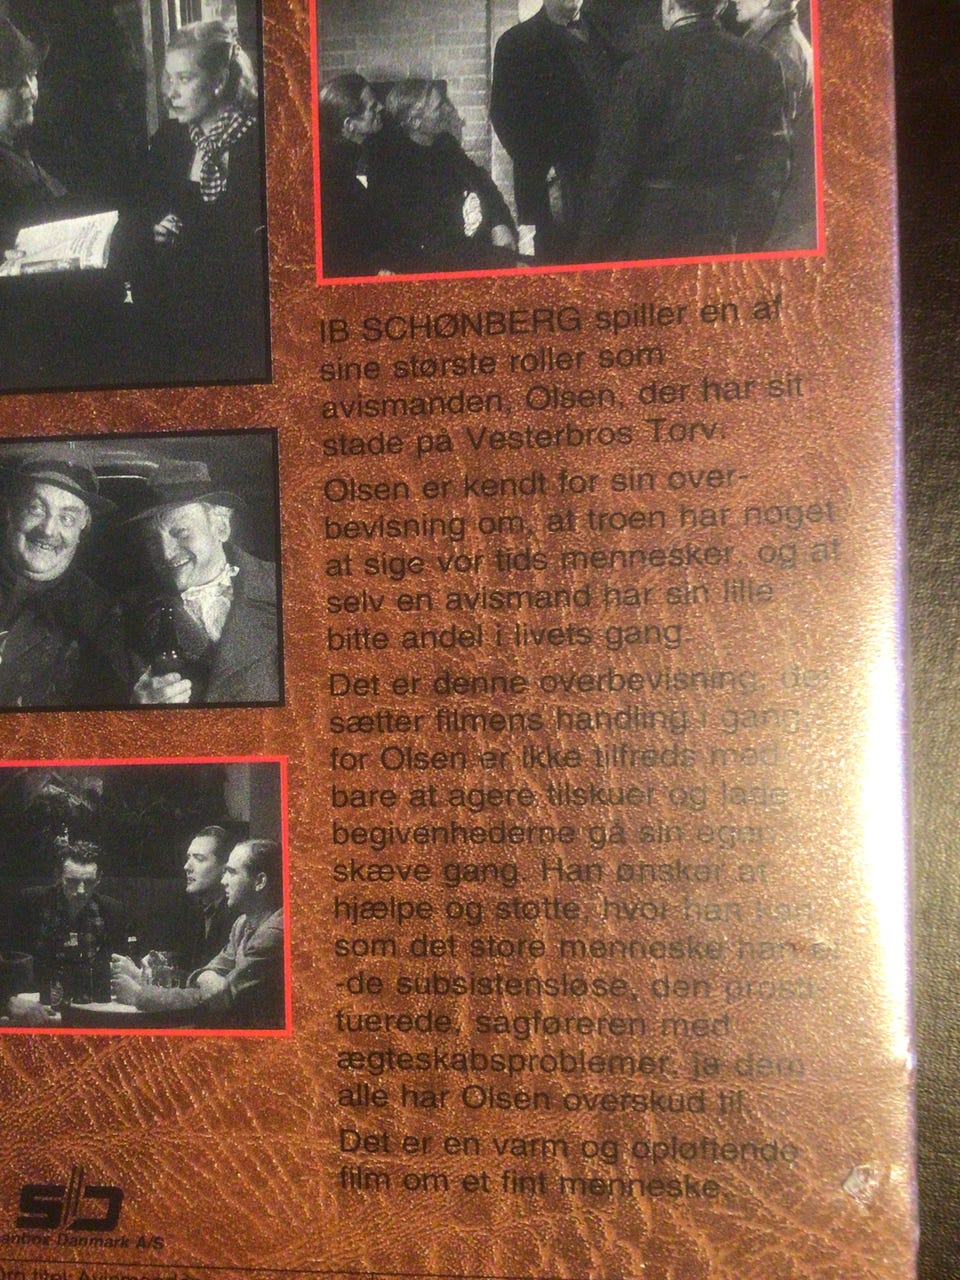 IB SCHØNBERG spiller en af
sine største roller som
avismanden, Olsen, der har sit
stade på Vesterbros Torv.
Olsen er kendt for sin over-
bevisning om, at troen har noget
at sige vor tids mennesker, og at
selv en avismand har sin lille
bitte andel i livets gang.
Det er denne overbevisning, der
sætter filmens handling i gang,
for Olsen er ikke tilfreds med
bare at agere tilskuer og lade
begivenhederne gå sin egen
skæve gang. Han ønsker at
hjælpe og støtte, hvor han kan,
som det store menneske han er
-de subsistensløse, den prosti-
tuerede, sagføreren med
ægteskabsproblemer, ja dem
alle har Olsen overskud til.
Det er en varm og opløftende
film om et fint menneske.
SD
Danmark A/S